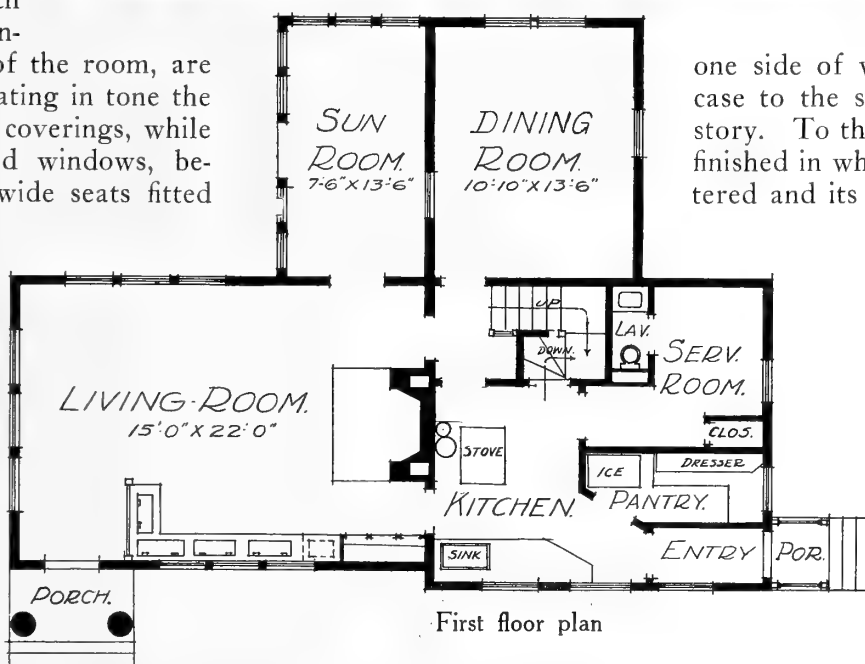 ch
n-
of the room, are
ating in tone the
coverings, while
d windows, be-
wide seats fitted
one side of w
case to the s
story. To th
finished in wh
tered and its
SUN
ROOM.
7'-6"X13'-6"
DINING
ROOM.
10'-10"X13'-6"
UP
DOWN.
LAV.
SERV.
ROOM.
CLOS.
LIVING-ROOM.
15'-0"X22'-0"
STOVE
ICE
DRESSER
KITCHEN.
PANTRY.
SINK
ENTRY
POR.
PORCH.
First floor plan